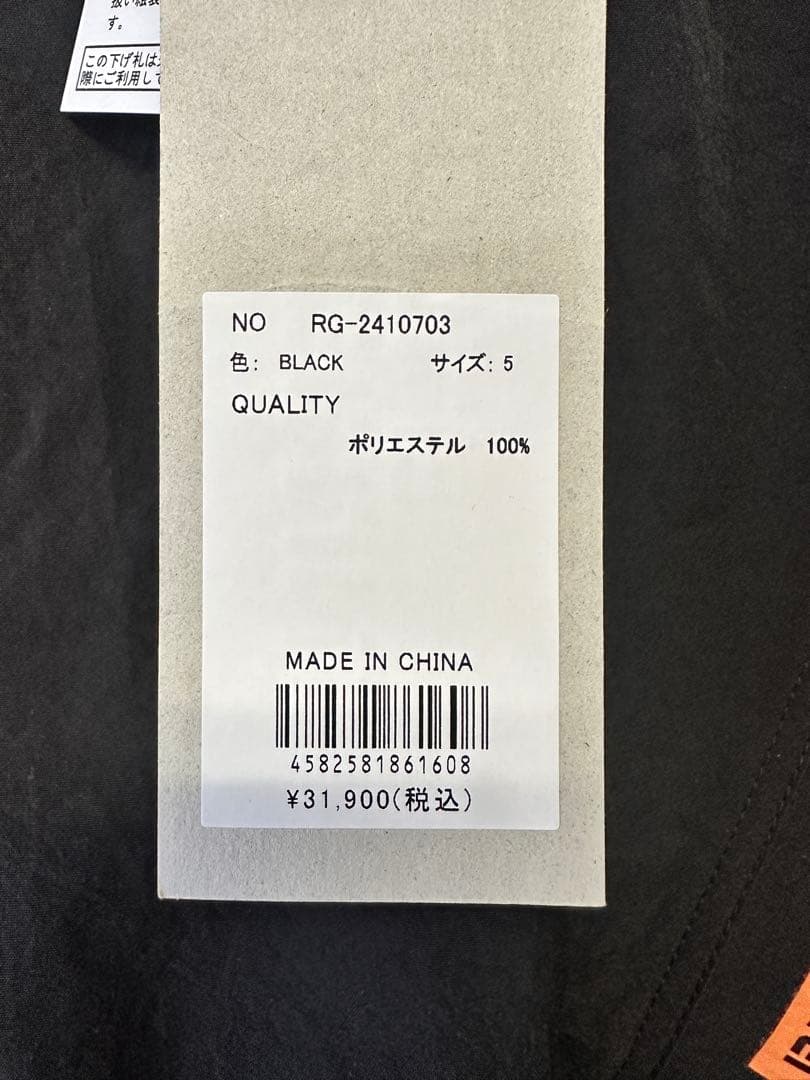 す。
この下げ札は
際にご利用して
NO RG-2410703
色: BLACK サイズ: 5
QUALITY
ポリエステル 100%
MADE IN CHINA
4582581861608
¥31,900(税込)